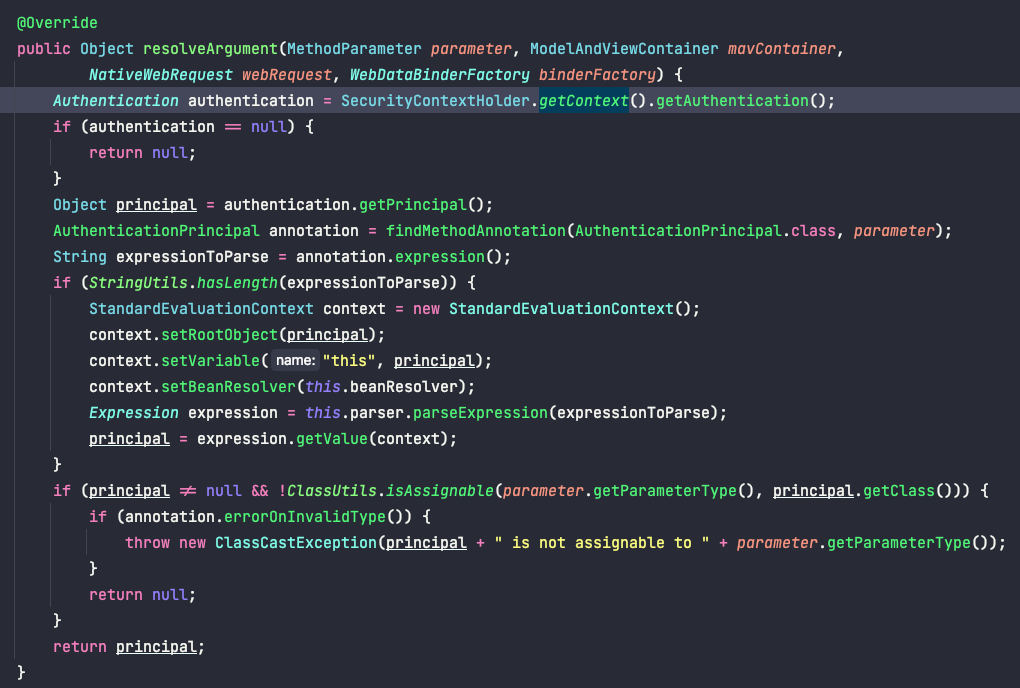 @Override
public Object resolveArgument(MethodParameter parameter, ModelAndViewContainer mavContainer,
        NativeWebRequest webRequest, WebDataBinderFactory binderFactory) {
    Authentication authentication = SecurityContextHolder.getContext().getAuthentication();
    if (authentication == null) {
        return null;
    }
    Object principal = authentication.getPrincipal();
    AuthenticationPrincipal annotation = findMethodAnnotation(AuthenticationPrincipal.class, parameter);
    String expressionToParse = annotation.expression();
    if (StringUtils.hasLength(expressionToParse)) {
        StandardEvaluationContext context = new StandardEvaluationContext();
        context.setRootObject(principal);
        context.setVariable( name: "this", principal);
        context.setBeanResolver(this.beanResolver);
        Expression expression = this.parser.parseExpression(expressionToParse);
        principal = expression.getValue(context);
    }
    if (principal != null && !ClassUtils.isAssignable(parameter.getParameterType(), principal.getClass())) {
        if (annotation.errorOnInvalidType()) {
            throw new ClassCastException(principal + " is not assignable to " + parameter.getParameterType());
        }
        return null;
    }
    return principal;
}